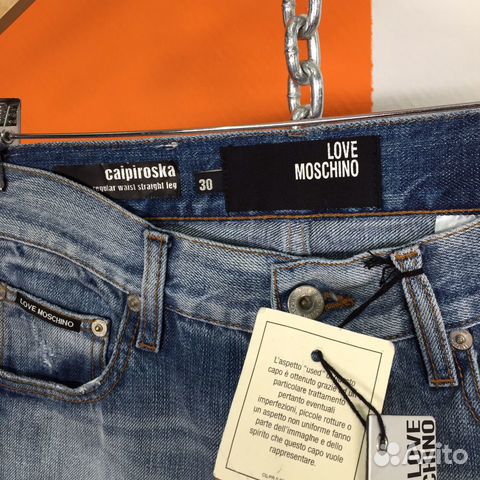 caipiroska
regular waist straight leg
30
LOVE
MOSCHINO
LOVE MOSCHINO
L'aspetto "used"
capo è ottenuto
particolare trattamento
pertanto eventuali
imperfezioni, piccole rotture o
un aspetto non uniforme fanno
parte dell'immagine e dello
spirito che questo capo vuole
rappresentare.
LOVE
MOSCHINO
Avito